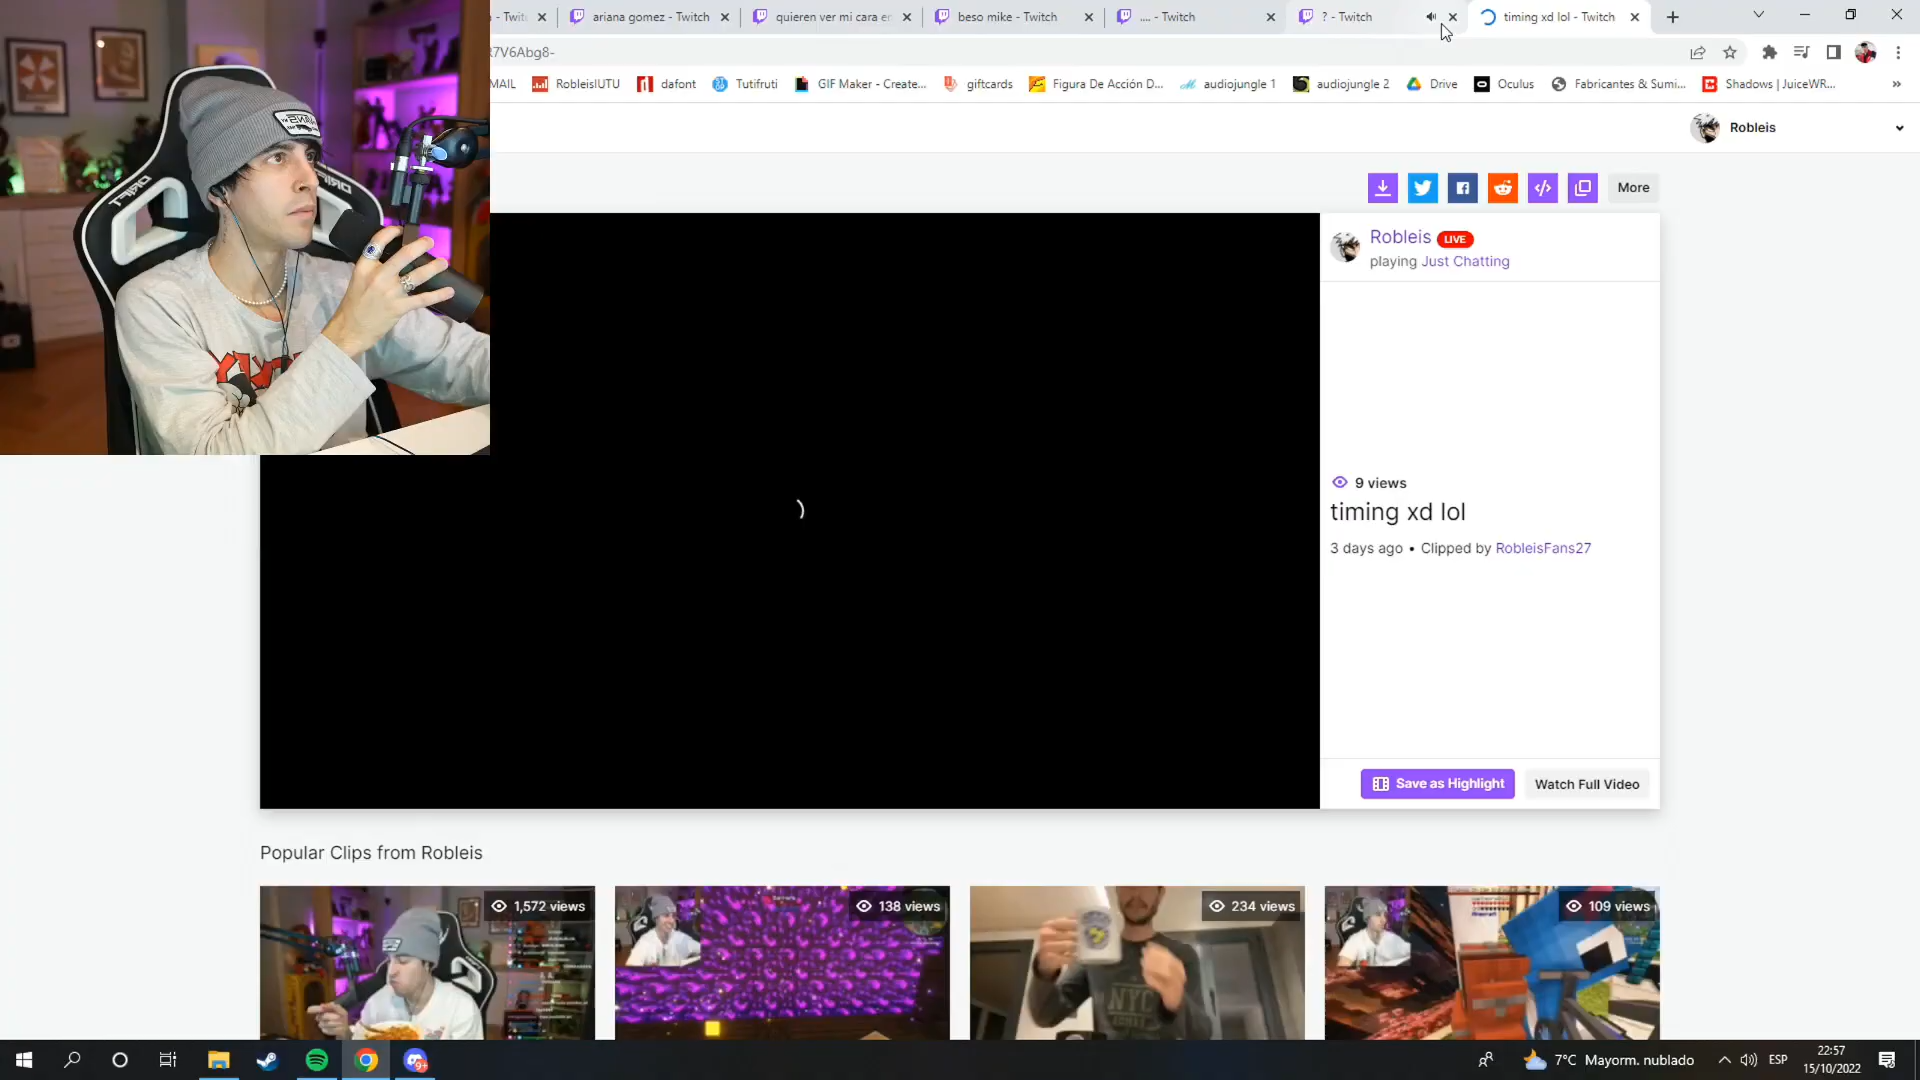 - Twitc
ariana gomez - Twitch
quieren ver mi cara en
beso mike - Twitch
.... - Twitch
? - Twitch
timing xd lol - Twitch
R7V6Abg8-
MAIL
RobleisIUTU
dafont
Tutifruti
GIF Maker - Create...
giftcards
Figura De Acción D...
audiojungle 1
audiojungle 2
Drive
Oculus
Fabricantes & Sumi...
Shadows | JuiceWR...
»
Robleis
More
Robleis LIVE
playing Just Chatting
9 views
timing xd lol
3 days ago • Clipped by RobleisFans27
Save as Highlight
Watch Full Video
Popular Clips from Robleis
1,572 views
138 views
234 views
109 views
NYC
9+
7°C Mayorm. nublado
ESP
22:57
15/10/2022